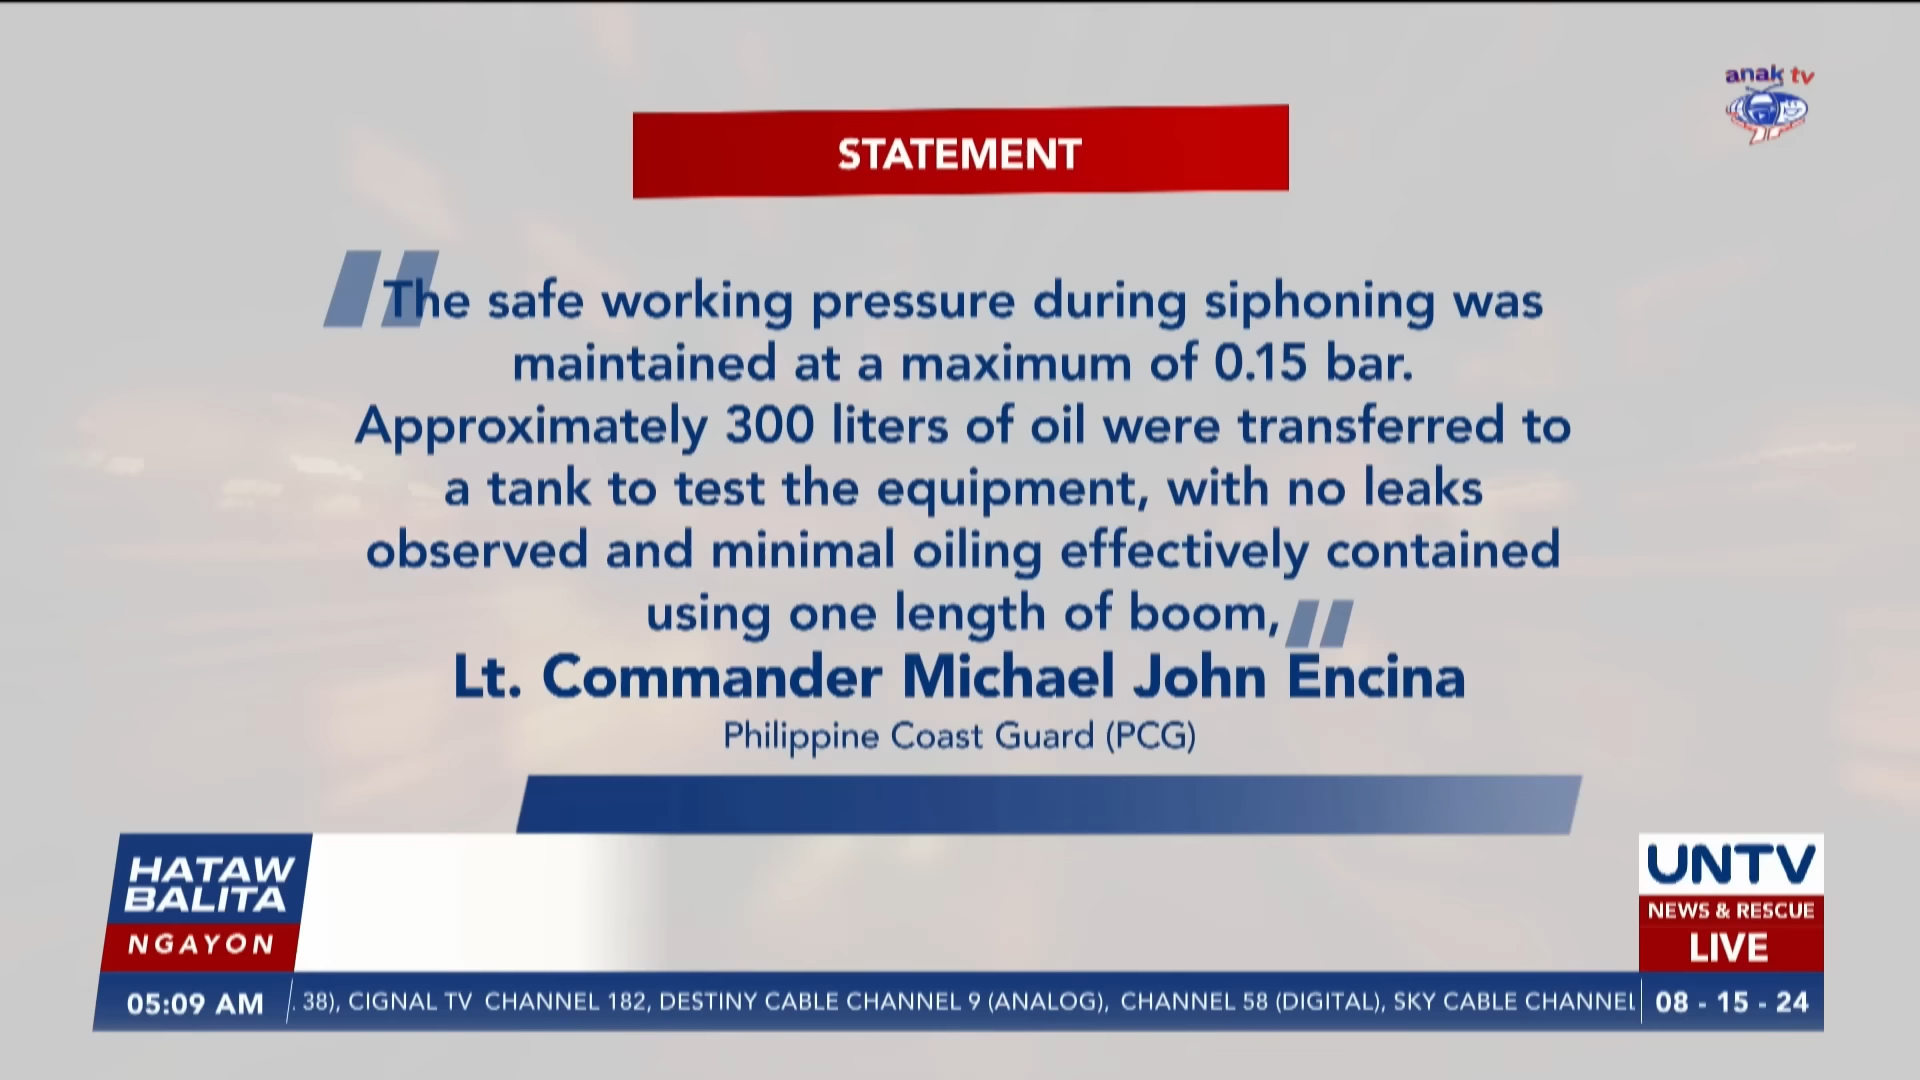 anak tv
STATEMENT
"The safe working pressure during siphoning was
maintained at a maximum of 0.15 bar.
Approximately 300 liters of oil were transferred to
a tank to test the equipment, with no leaks
observed and minimal oiling effectively contained
using one length of boom,"
Lt. Commander Michael John Encina
Philippine Coast Guard (PCG)
HATAW
BALITA
NGAYON
UNTV
NEWS & RESCUE
LIVE
05:09 AM
. 38), CIGNAL TV CHANNEL 182, DESTINY CABLE CHANNEL 9 (ANALOG), CHANNEL 58 (DIGITAL), SKY CABLE CHANNEL
08 - 15 - 24